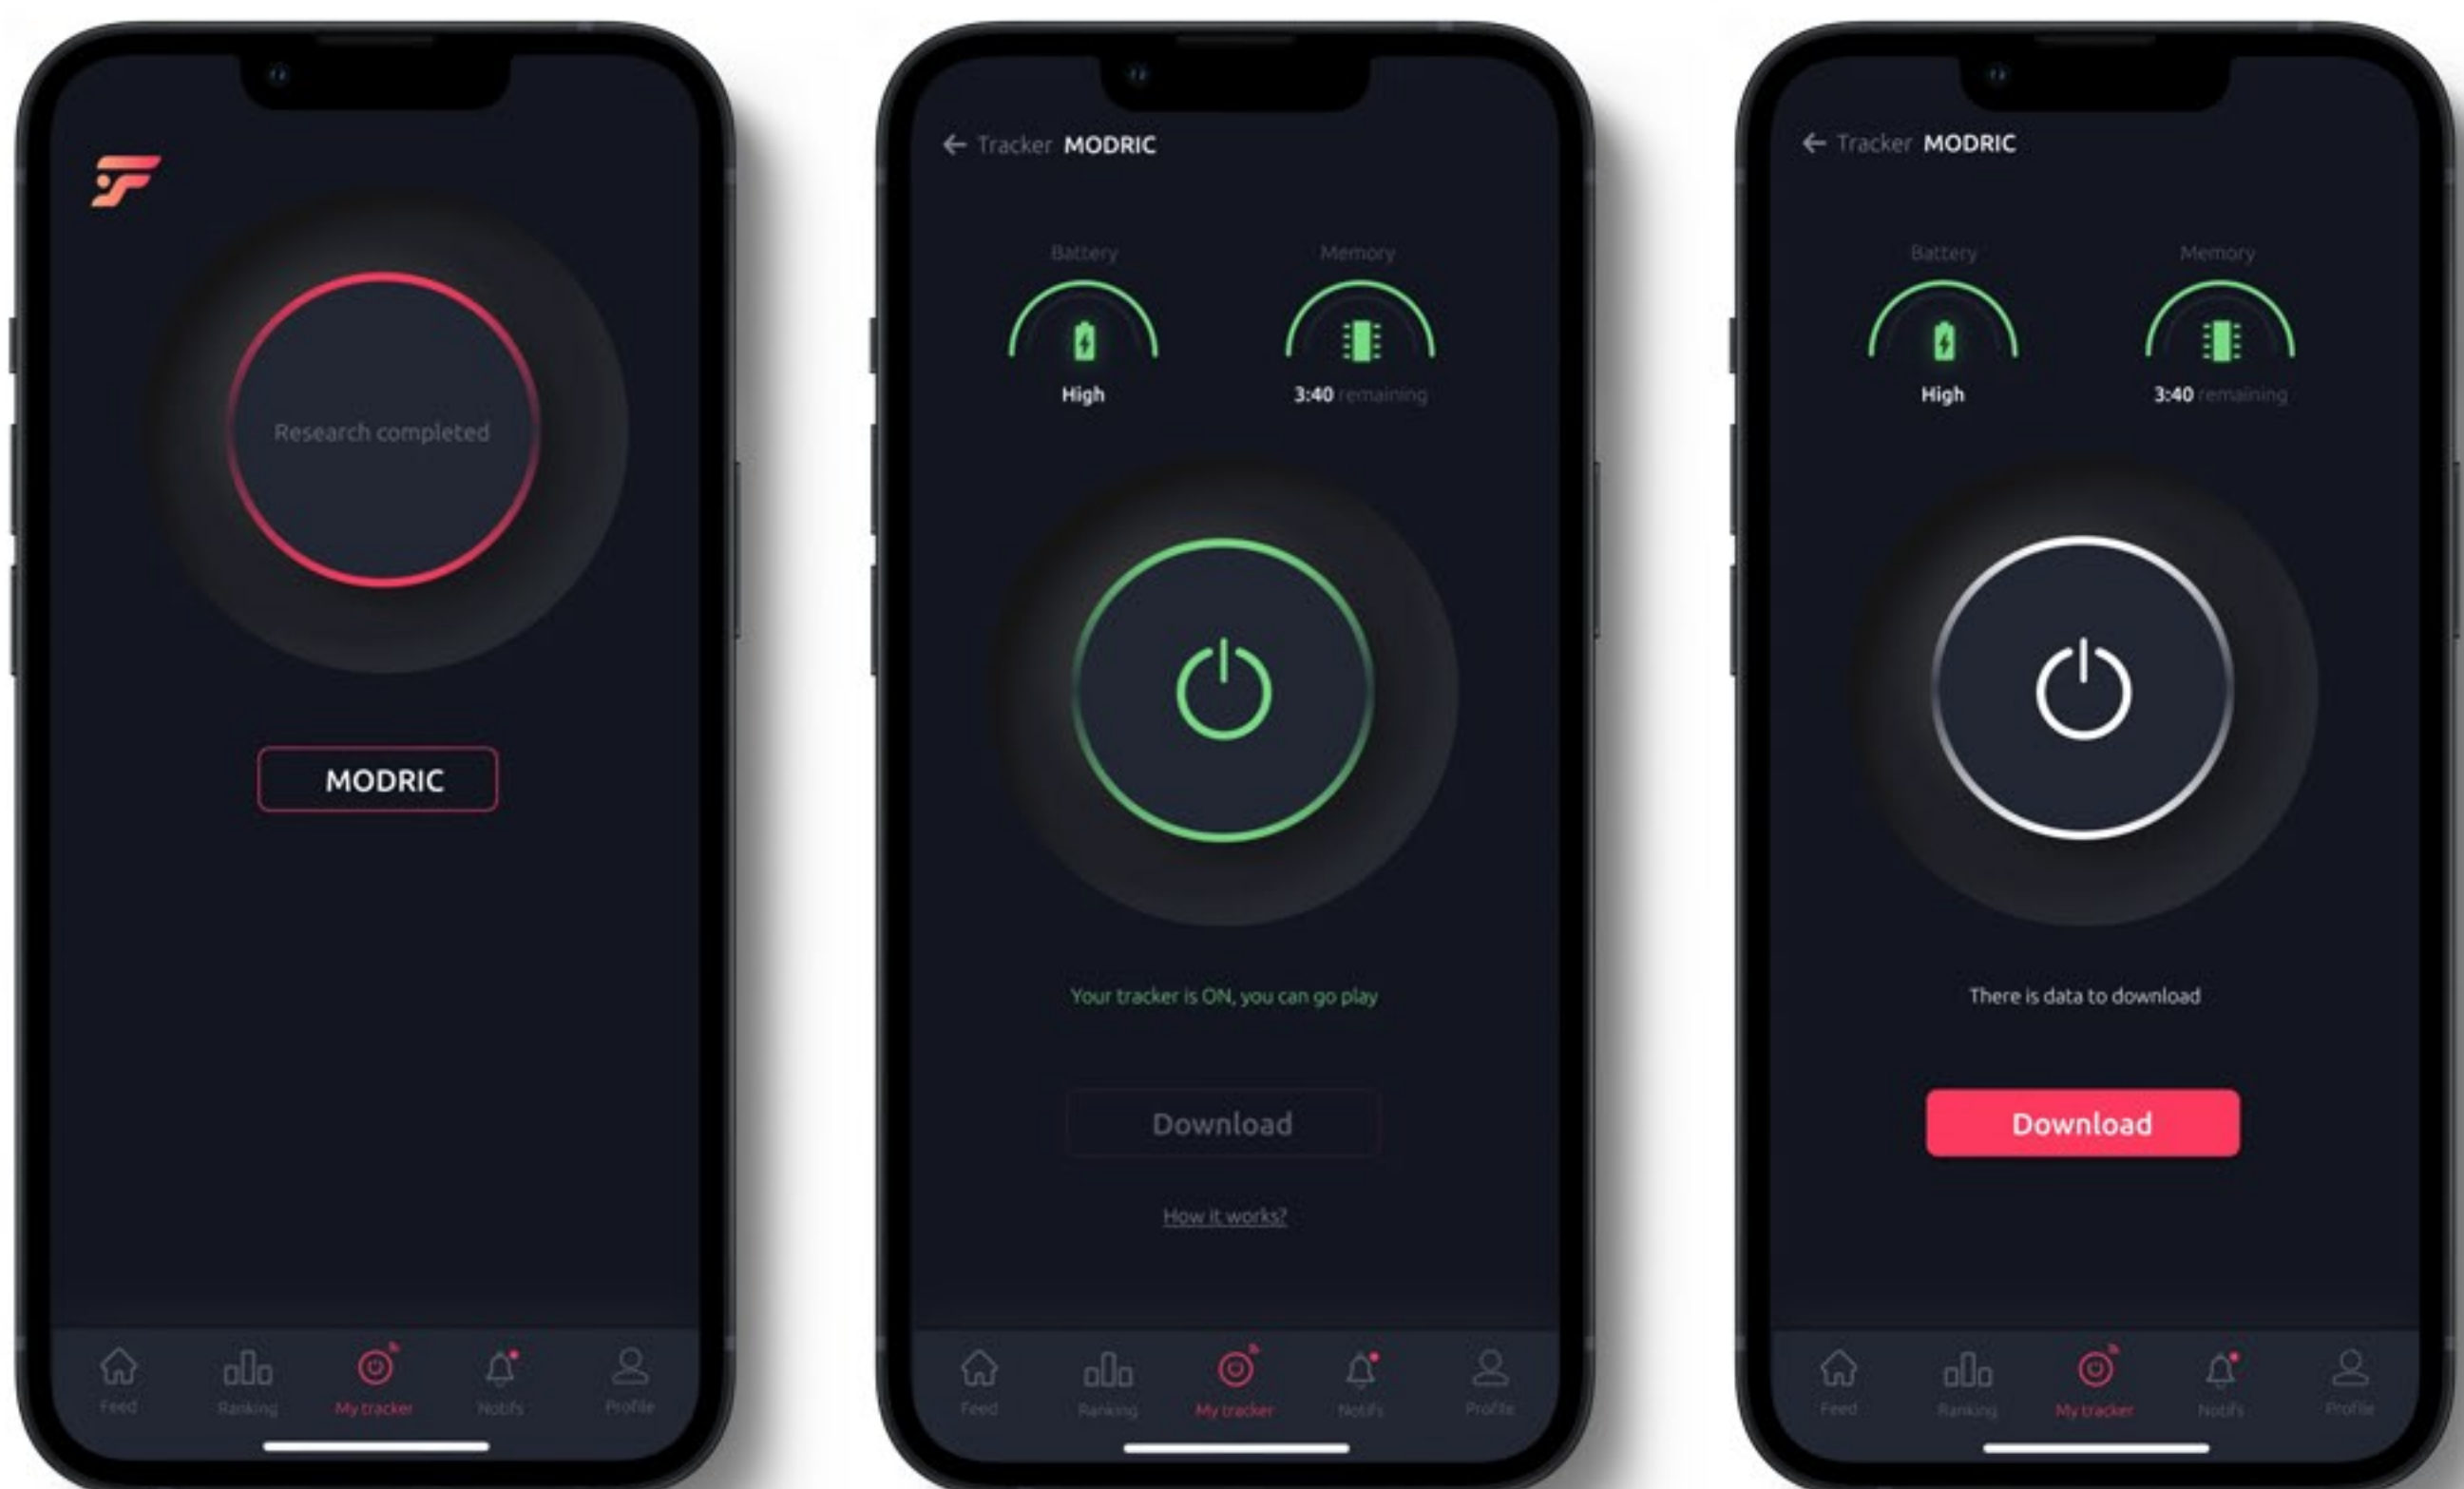 Research completed
MODRIC
Feed
Ranking
My tracker
Notifs
Profile
Tracker MODRIC
Battery
Memory
High
3:40 remaining
Your tracker is ON, you can go play
Download
How it works?
Feed
Ranking
My tracker
Notifs
Profile
Tracker MODRIC
Battery
Memory
High
3:40 remaining
There is data to download
Download
Feed
Ranking
My tracker
Notifs
Profile